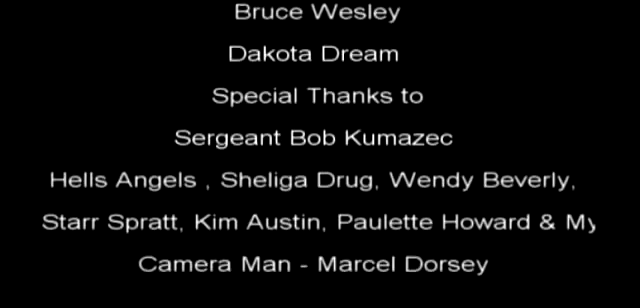 Bruce Wesley
Dakota Dream
Special Thanks to
Sergeant Bob Kumazec
Hells Angels , Sheliga Drug, Wendy Beverly,
Starr Spratt, Kim Austin, Paulette Howard & My
Camera Man - Marcel Dorsey